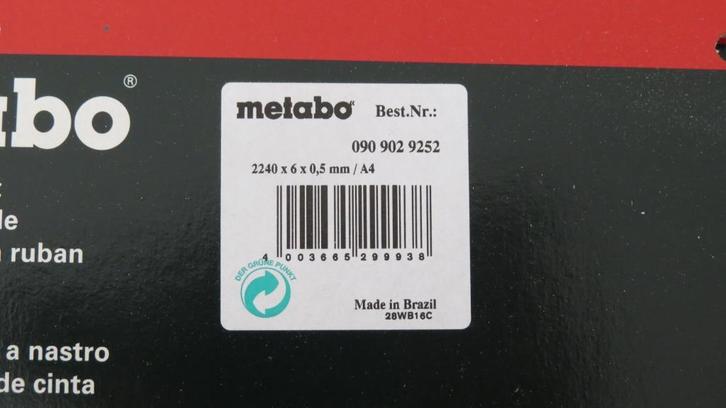 metabo® Best.Nr.:
090 902 9252
2240 x 6 x 0,5 mm / A4
4 003665 299938
DER GRÜNE PUNKT
Made in Brazil
28WB16C
ruban
a nastro
de cinta